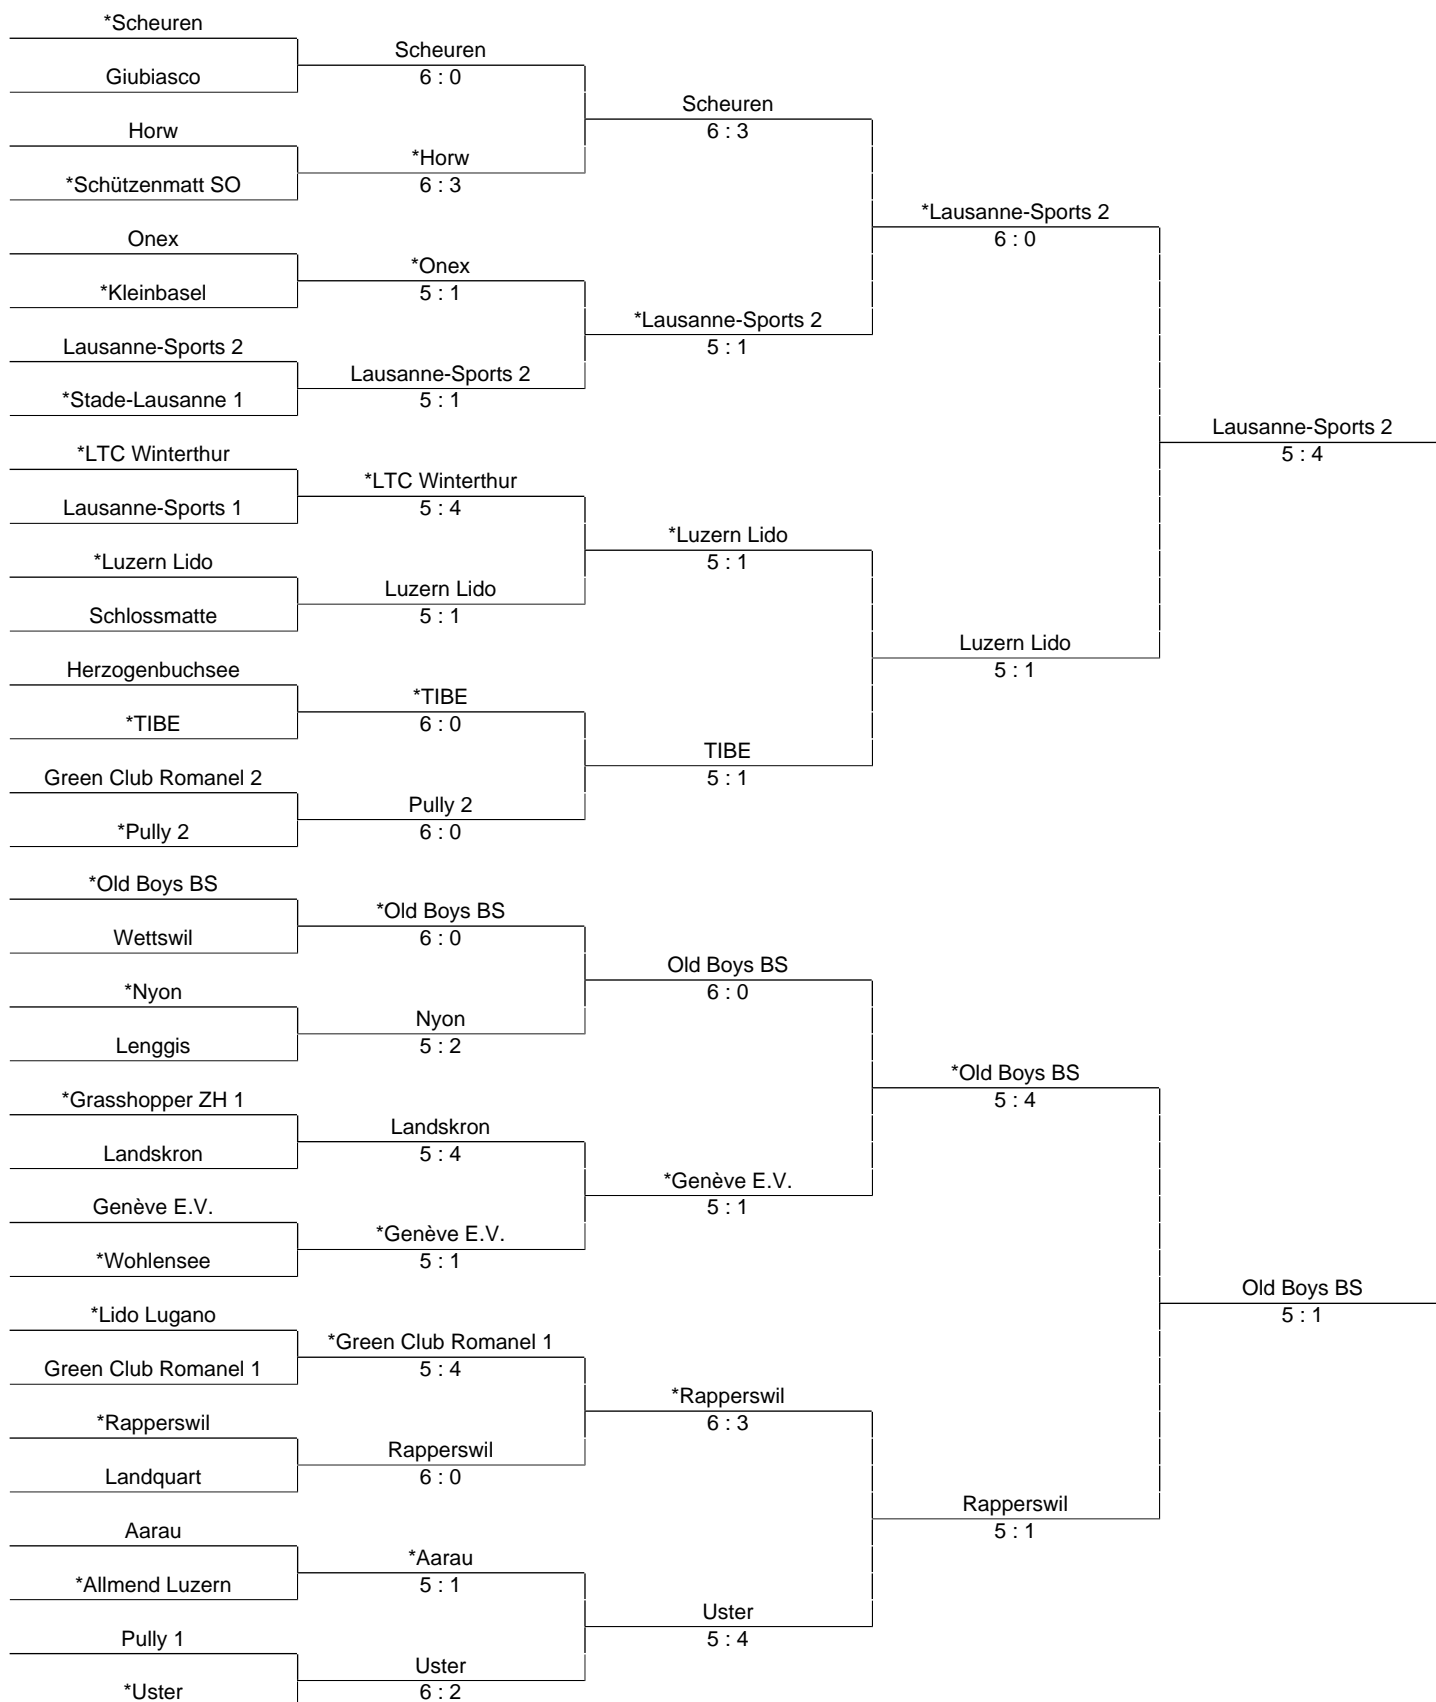 *Scheuren
Giubiasco
Horw
*Schützenmatt SO
Onex
*Kleinbasel
Lausanne-Sports 2
*Stade-Lausanne 1
*LTC Winterthur
Lausanne-Sports 1
*Luzern Lido
Schlossmatte
Herzogenbuchsee
*TIBE
Green Club Romanel 2
*Pully 2
*Old Boys BS
Wettswil
*Nyon
Lenggis
*Grasshopper ZH 1
Landskron
Genève E.V.
*Wohlensee
*Lido Lugano
Green Club Romanel 1
*Rapperswil
Landquart
Aarau
*Allmend Luzern
Pully 1
*Uster
Scheuren
6 : 0
*Horw
6 : 3
*Onex
5 : 1
Lausanne-Sports 2
5 : 1
*LTC Winterthur
5 : 4
Luzern Lido
5 : 1
*TIBE
6 : 0
Pully 2
6 : 0
*Old Boys BS
6 : 0
Nyon
5 : 2
Landskron
5 : 4
*Genève E.V.
5 : 1
*Green Club Romanel 1
5 : 4
Rapperswil
6 : 0
*Aarau
5 : 1
Uster
6 : 2
Scheuren
6 : 3
*Lausanne-Sports 2
5 : 1
*Luzern Lido
5 : 1
TIBE
5 : 1
Old Boys BS
6 : 0
*Genève E.V.
5 : 1
*Rapperswil
6 : 3
Uster
5 : 4
*Lausanne-Sports 2
6 : 0
Luzern Lido
5 : 1
*Old Boys BS
5 : 4
Rapperswil
5 : 1
Lausanne-Sports 2
5 : 4
Old Boys BS
5 : 1